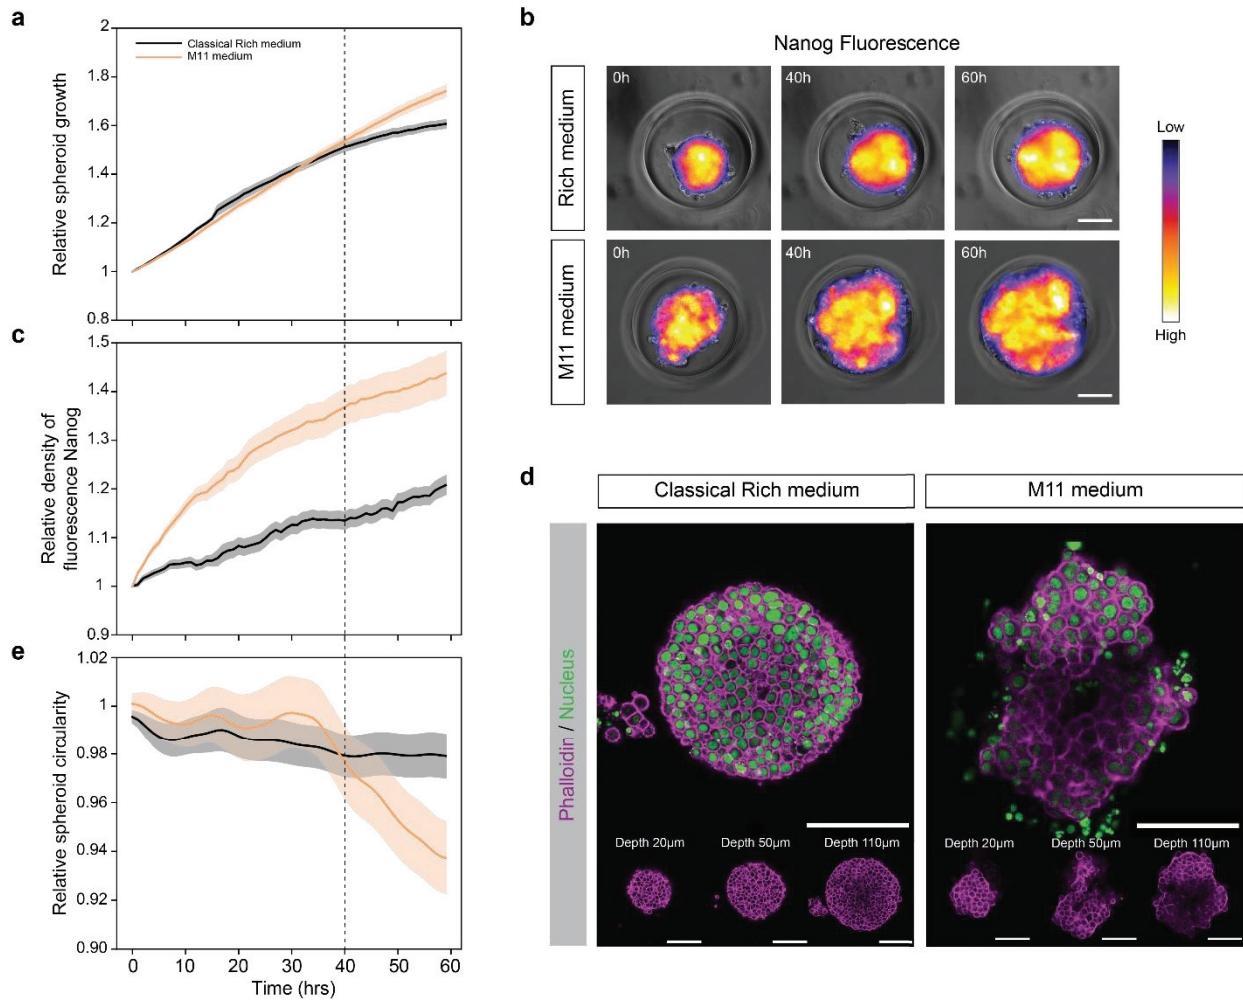 a
2
1.8
1.6
1.4
1.2
1
0.8
Relative spheroid growth
Classical Rich medium
M11 medium
b
Nanog Fluorescence
Rich medium
0h
40h
60h
M11 medium
0h
40h
60h
Low
High
c
1.5
1.4
1.3
1.2
1.1
1
0.9
Relative density of
fluorescence Nanog
d
Classical Rich medium
M11 medium
Phalloidin / Nucleus
Depth 20µm
Depth 50µm
Depth 110µm
Depth 20µm
Depth 50µm
Depth 110µm
e
1.02
1
0.98
0.96
0.94
0.92
0.90
Relative spheroid circularity
0
10
20
30
40
50
60
Time (hrs)